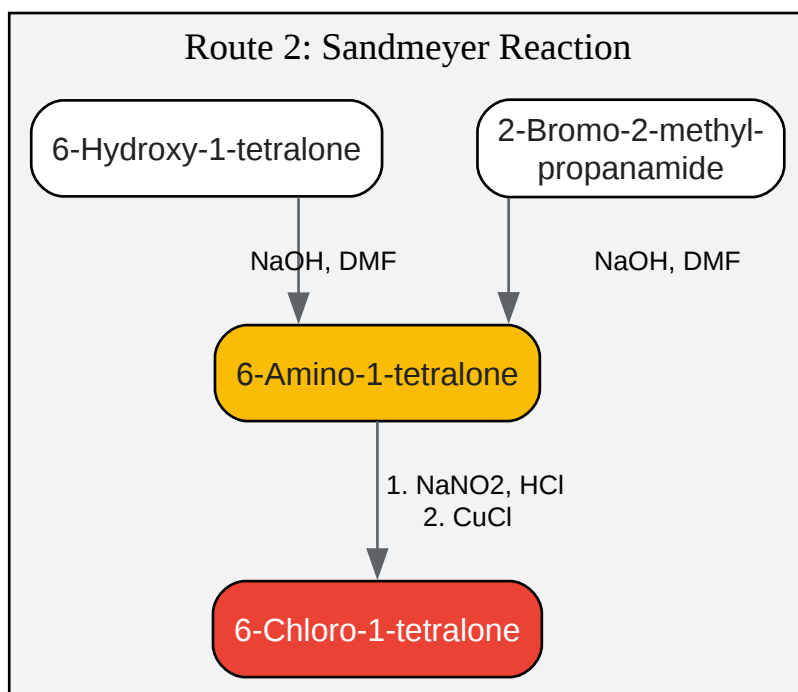 Route 2: Sandmeyer Reaction
6-Hydroxy-1-tetralone
2-Bromo-2-methyl-
propanamide
NaOH, DMF
NaOH, DMF
6-Amino-1-tetralone
1. NaNO2, HCl
2. CuCl
6-Chloro-1-tetralone